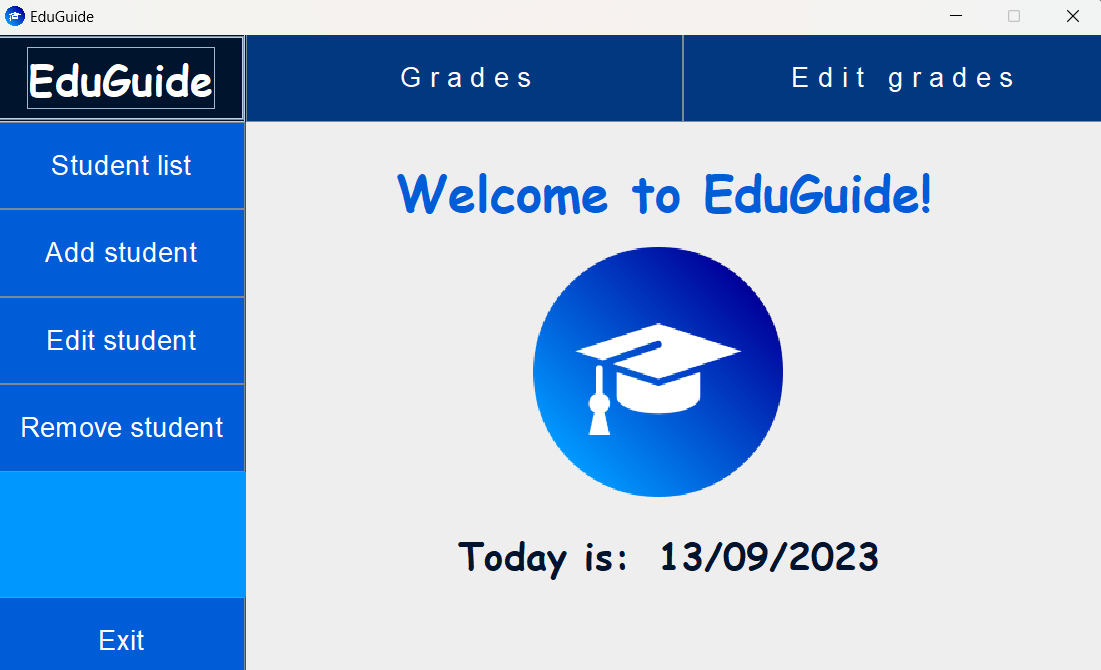 EduGuide
EduGuide
Grades
Edit grades
Student list
Add student
Edit student
Remove student
Exit
Welcome to EduGuide!
Today is: 13/09/2023